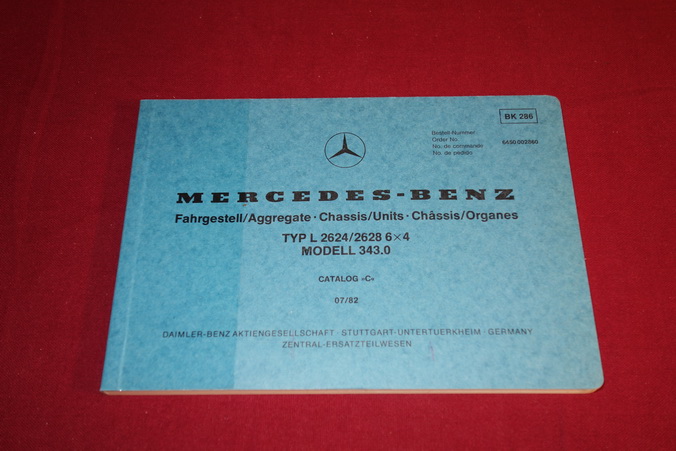 BK 286
Bestell-Nummer
Order No.
No. de commande
No. de pedido
6550 002860
MERCEDES-BENZ
Fahrgestell/Aggregate · Chassis/Units · Châssis/Organes
TYP L 2624/2628 6×4
MODELL 343.0
CATALOG »C«
07/82
DAIMLER-BENZ AKTIENGESELLSCHAFT · STUTTGART-UNTERTUERKHEIM · GERMANY
ZENTRAL-ERSATZTEILWESEN